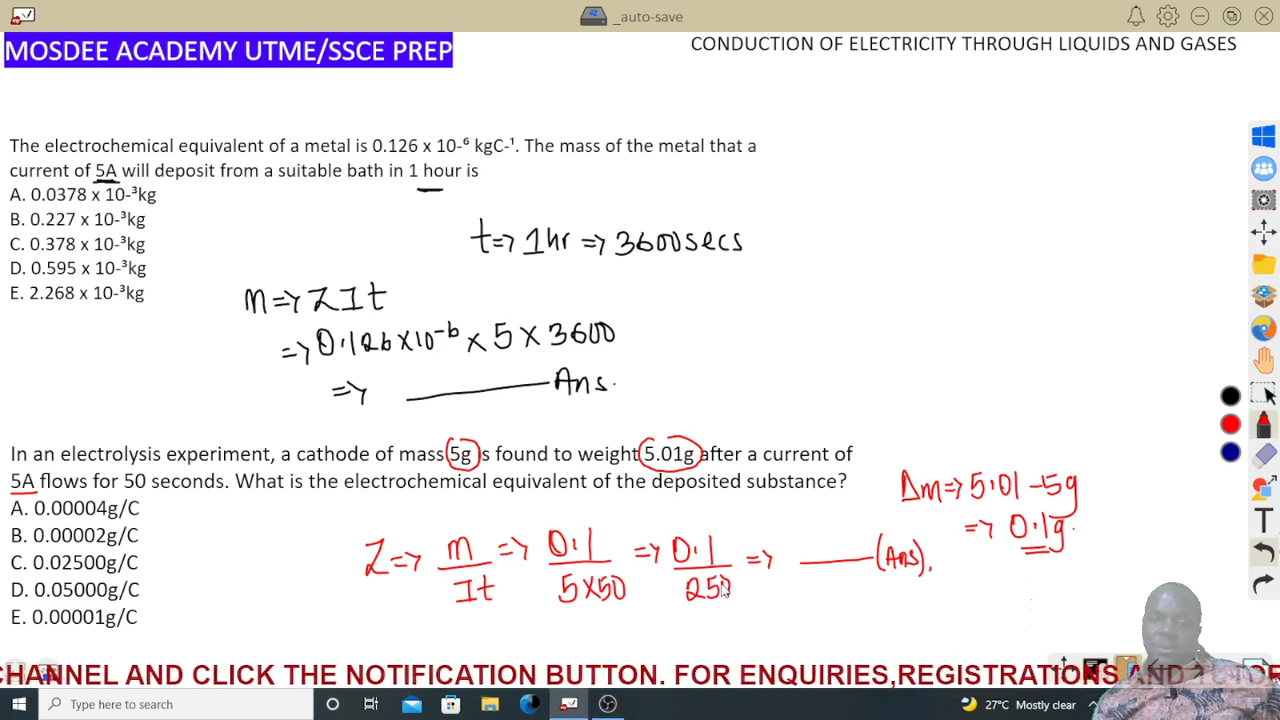 _auto-save
MOSDEE ACADEMY UTME/SSCE PREP
CONDUCTION OF ELECTRICITY THROUGH LIQUIDS AND GASES
The electrochemical equivalent of a metal is 0.126 x 10-⁶ kgC-¹. The mass of the metal that a
current of 5A will deposit from a suitable bath in 1 hour is
A. 0.0378 x 10-³kg
B. 0.227 x 10-³kg
C. 0.378 x 10-³kg
D. 0.595 x 10-³kg
E. 2.268 x 10-³kg
t => 1hr => 3600secs
m => ZIt
=> 0.126×10⁻⁶ × 5 × 3600
=> ______ Ans.
In an electrolysis experiment, a cathode of mass 5g is found to weight 5.01g after a current of
5A flows for 50 seconds. What is the electrochemical equivalent of the deposited substance?
A. 0.00004g/C
B. 0.00002g/C
C. 0.02500g/C
D. 0.05000g/C
E. 0.00001g/C
Δm => 5.01 - 5g
=> 0.1g.
Z => m/It => 0.1/5×50 => 0.1/250 => ____ (Ans).
CHANNEL AND CLICK THE NOTIFICATION BUTTON. FOR ENQUIRIES,REGISTRATIONS AND TUTOR
Type here to search
27°C Mostly clear